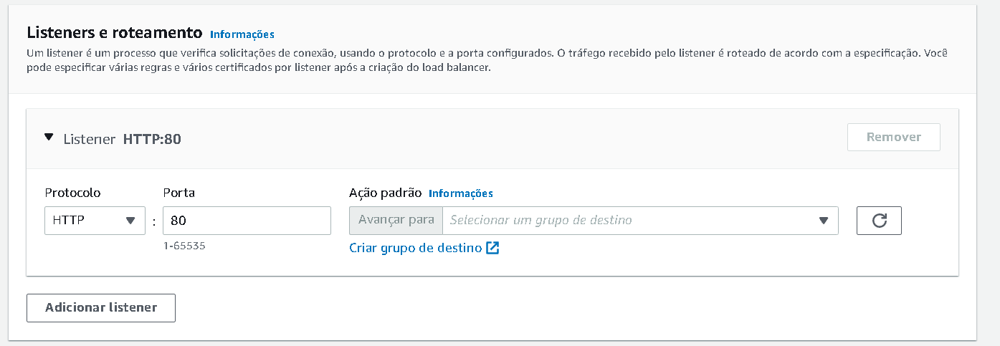 Listeners e roteamento Informações
Um listener é um processo que verifica solicitações de conexão, usando o protocolo e a porta configurados. O tráfego recebido pelo listener é roteado de acordo com a especificação. Você
pode especificar várias regras e vários certificados por listener após a criação do load balancer.
Listener HTTP:80
Remover
Protocolo
Porta
Ação padrão Informações
HTTP
:
80
Avançar para
Selecionar um grupo de destino
1-65535
Criar grupo de destino
Adicionar listener